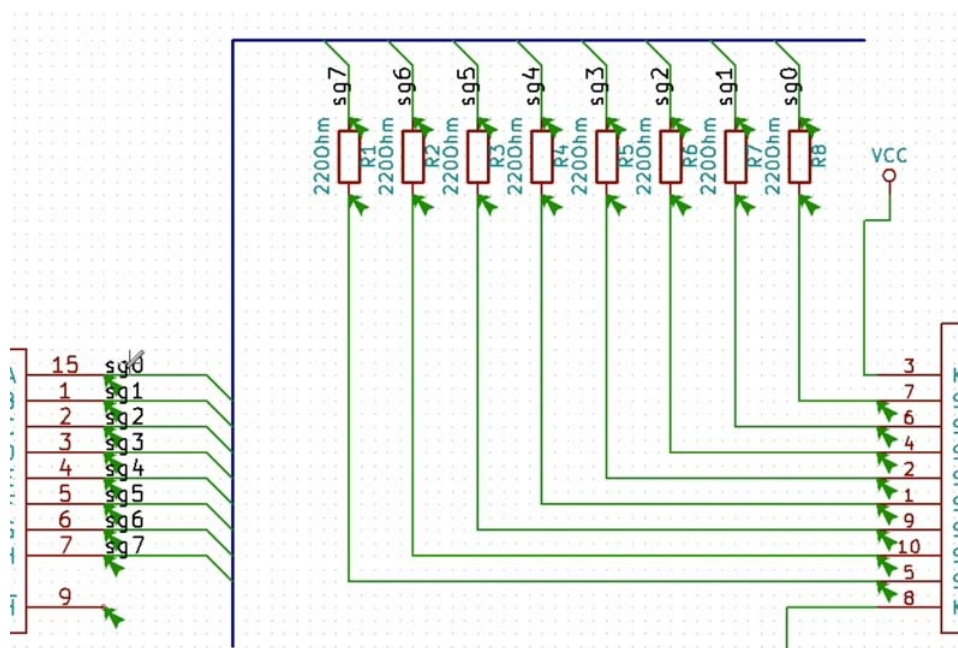 sg7 sg6 sg5 sg4 sg3 sg2 sg1 sg0
220Ohm R1 220Ohm R2 220Ohm R3 220Ohm R4 220Ohm R5 220Ohm R6 220Ohm R7 220Ohm R8
VCC
15 sg0
1 sg1
2 sg2
3 sg3
4 sg4
5 sg5
6 sg6
7 sg7
9
3
7
6
4
2
1
9
10
5
8